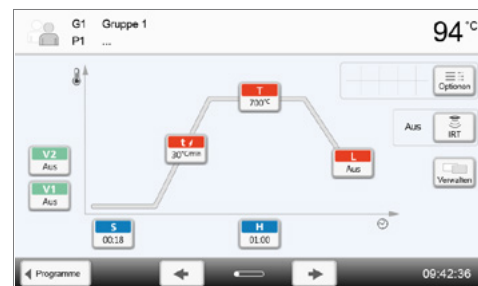 G1 Gruppe 1
P1 ...
94 °C
T
700°C
Optionen
Aus
IRT
t
30°C/min
V2
Aus
L
Aus
Verwalten
V1
Aus
S
00:18
H
01:00
Programme
09:42:36